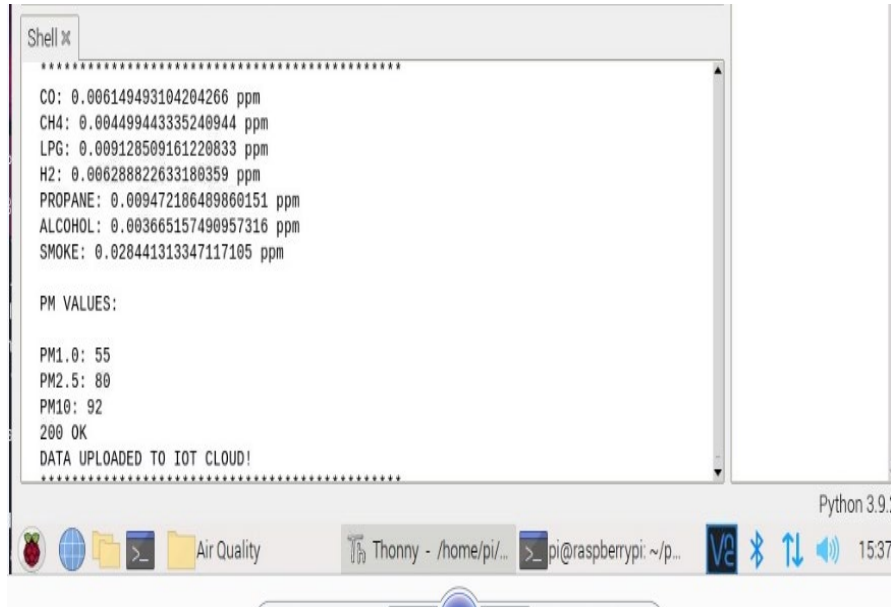 Shell ✖
**********************************************
CO: 0.006149493104204266 ppm
CH4: 0.004499443335240944 ppm
LPG: 0.009128509161220833 ppm
H2: 0.006288822633180359 ppm
PROPANE: 0.009472186489860151 ppm
ALCOHOL: 0.003665157490957316 ppm
SMOKE: 0.028441313347117105 ppm
PM VALUES:
PM1.0: 55
PM2.5: 80
PM10: 92
200 OK
DATA UPLOADED TO IOT CLOUD!
**********************************************
Python 3.9.
>_ Air Quality Th Thonny - /home/pi/... >_ pi@raspberrypi: ~/p... 15:37